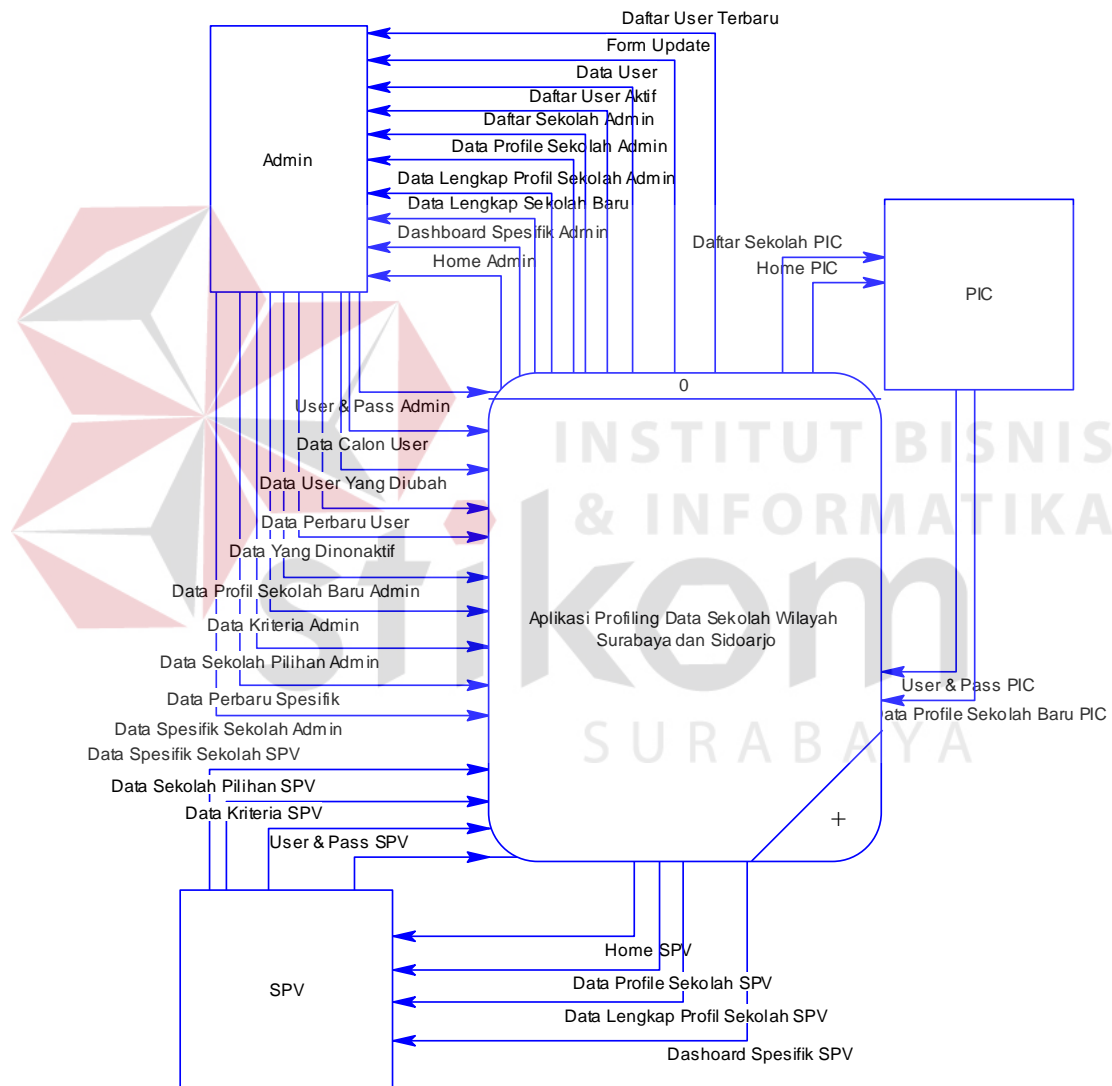 Daftar User Terbaru
Form Update
Data User
Daftar User Aktif
Daftar Sekolah Admin
Data Profile Sekolah Admin
Data Lengkap Profil Sekolah Admin
Data Lengkap Sekolah Baru
Dashboard Spesifik Admin
Home Admin
Admin
Daftar Sekolah PIC
Home PIC
PIC
0
User & Pass Admin
Data Calon User
Data User Yang Diubah
Data Perbaru User
Data Yang Dinonaktif
Data Profil Sekolah Baru Admin
Data Kriteria Admin
Data Sekolah Pilihan Admin
Data Perbaru Spesifik
Data Spesifik Sekolah Admin
Aplikasi Profiling Data Sekolah Wilayah
Surabaya dan Sidoarjo
User & Pass PIC
Data Profile Sekolah Baru PIC
Data Spesifik Sekolah SPV
Data Sekolah Pilihan SPV
Data Kriteria SPV
User & Pass SPV
+
SPV
Home SPV
Data Profile Sekolah SPV
Data Lengkap Profil Sekolah SPV
Dashoard Spesifik SPV
INSTITUT BISNIS
& INFORMATIKA
stikom
SURABAYA